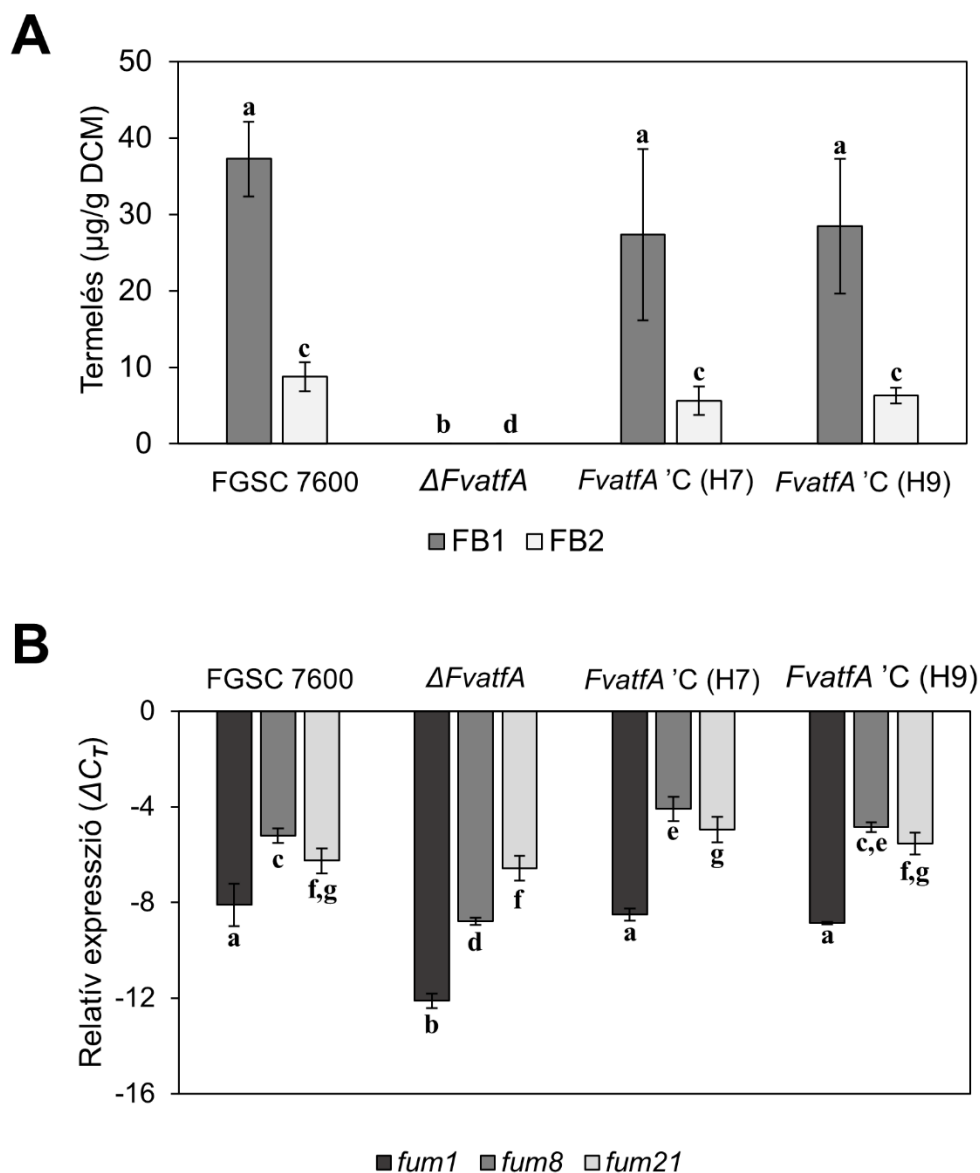 A
Termelés (µg/g DCM)
50
40
30
20
10
0
a
c
b
d
a
c
a
c
FGSC 7600
ΔFvatfA
FvatfA ’C (H7)
FvatfA ’C (H9)
FB1
FB2
B
FGSC 7600
ΔFvatfA
FvatfA ’C (H7)
FvatfA ’C (H9)
Relatív expresszió (ΔCT)
0
-4
-8
-12
-16
a
c
f,g
b
d
f
a
e
g
a
c,e
f,g
fum1
fum8
fum21